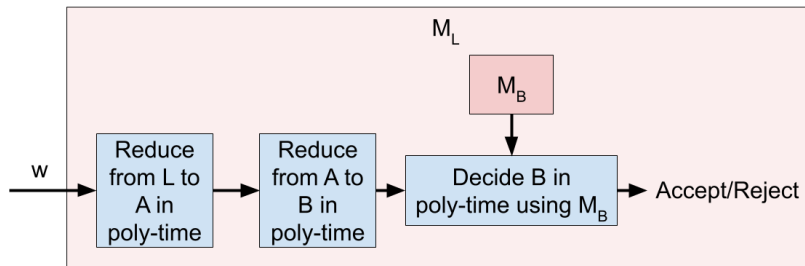 M_L
M_B
w
Reduce
from L to
A in
poly-time
Reduce
from A to
B in
poly-time
Decide B in
poly-time using M_B
Accept/Reject